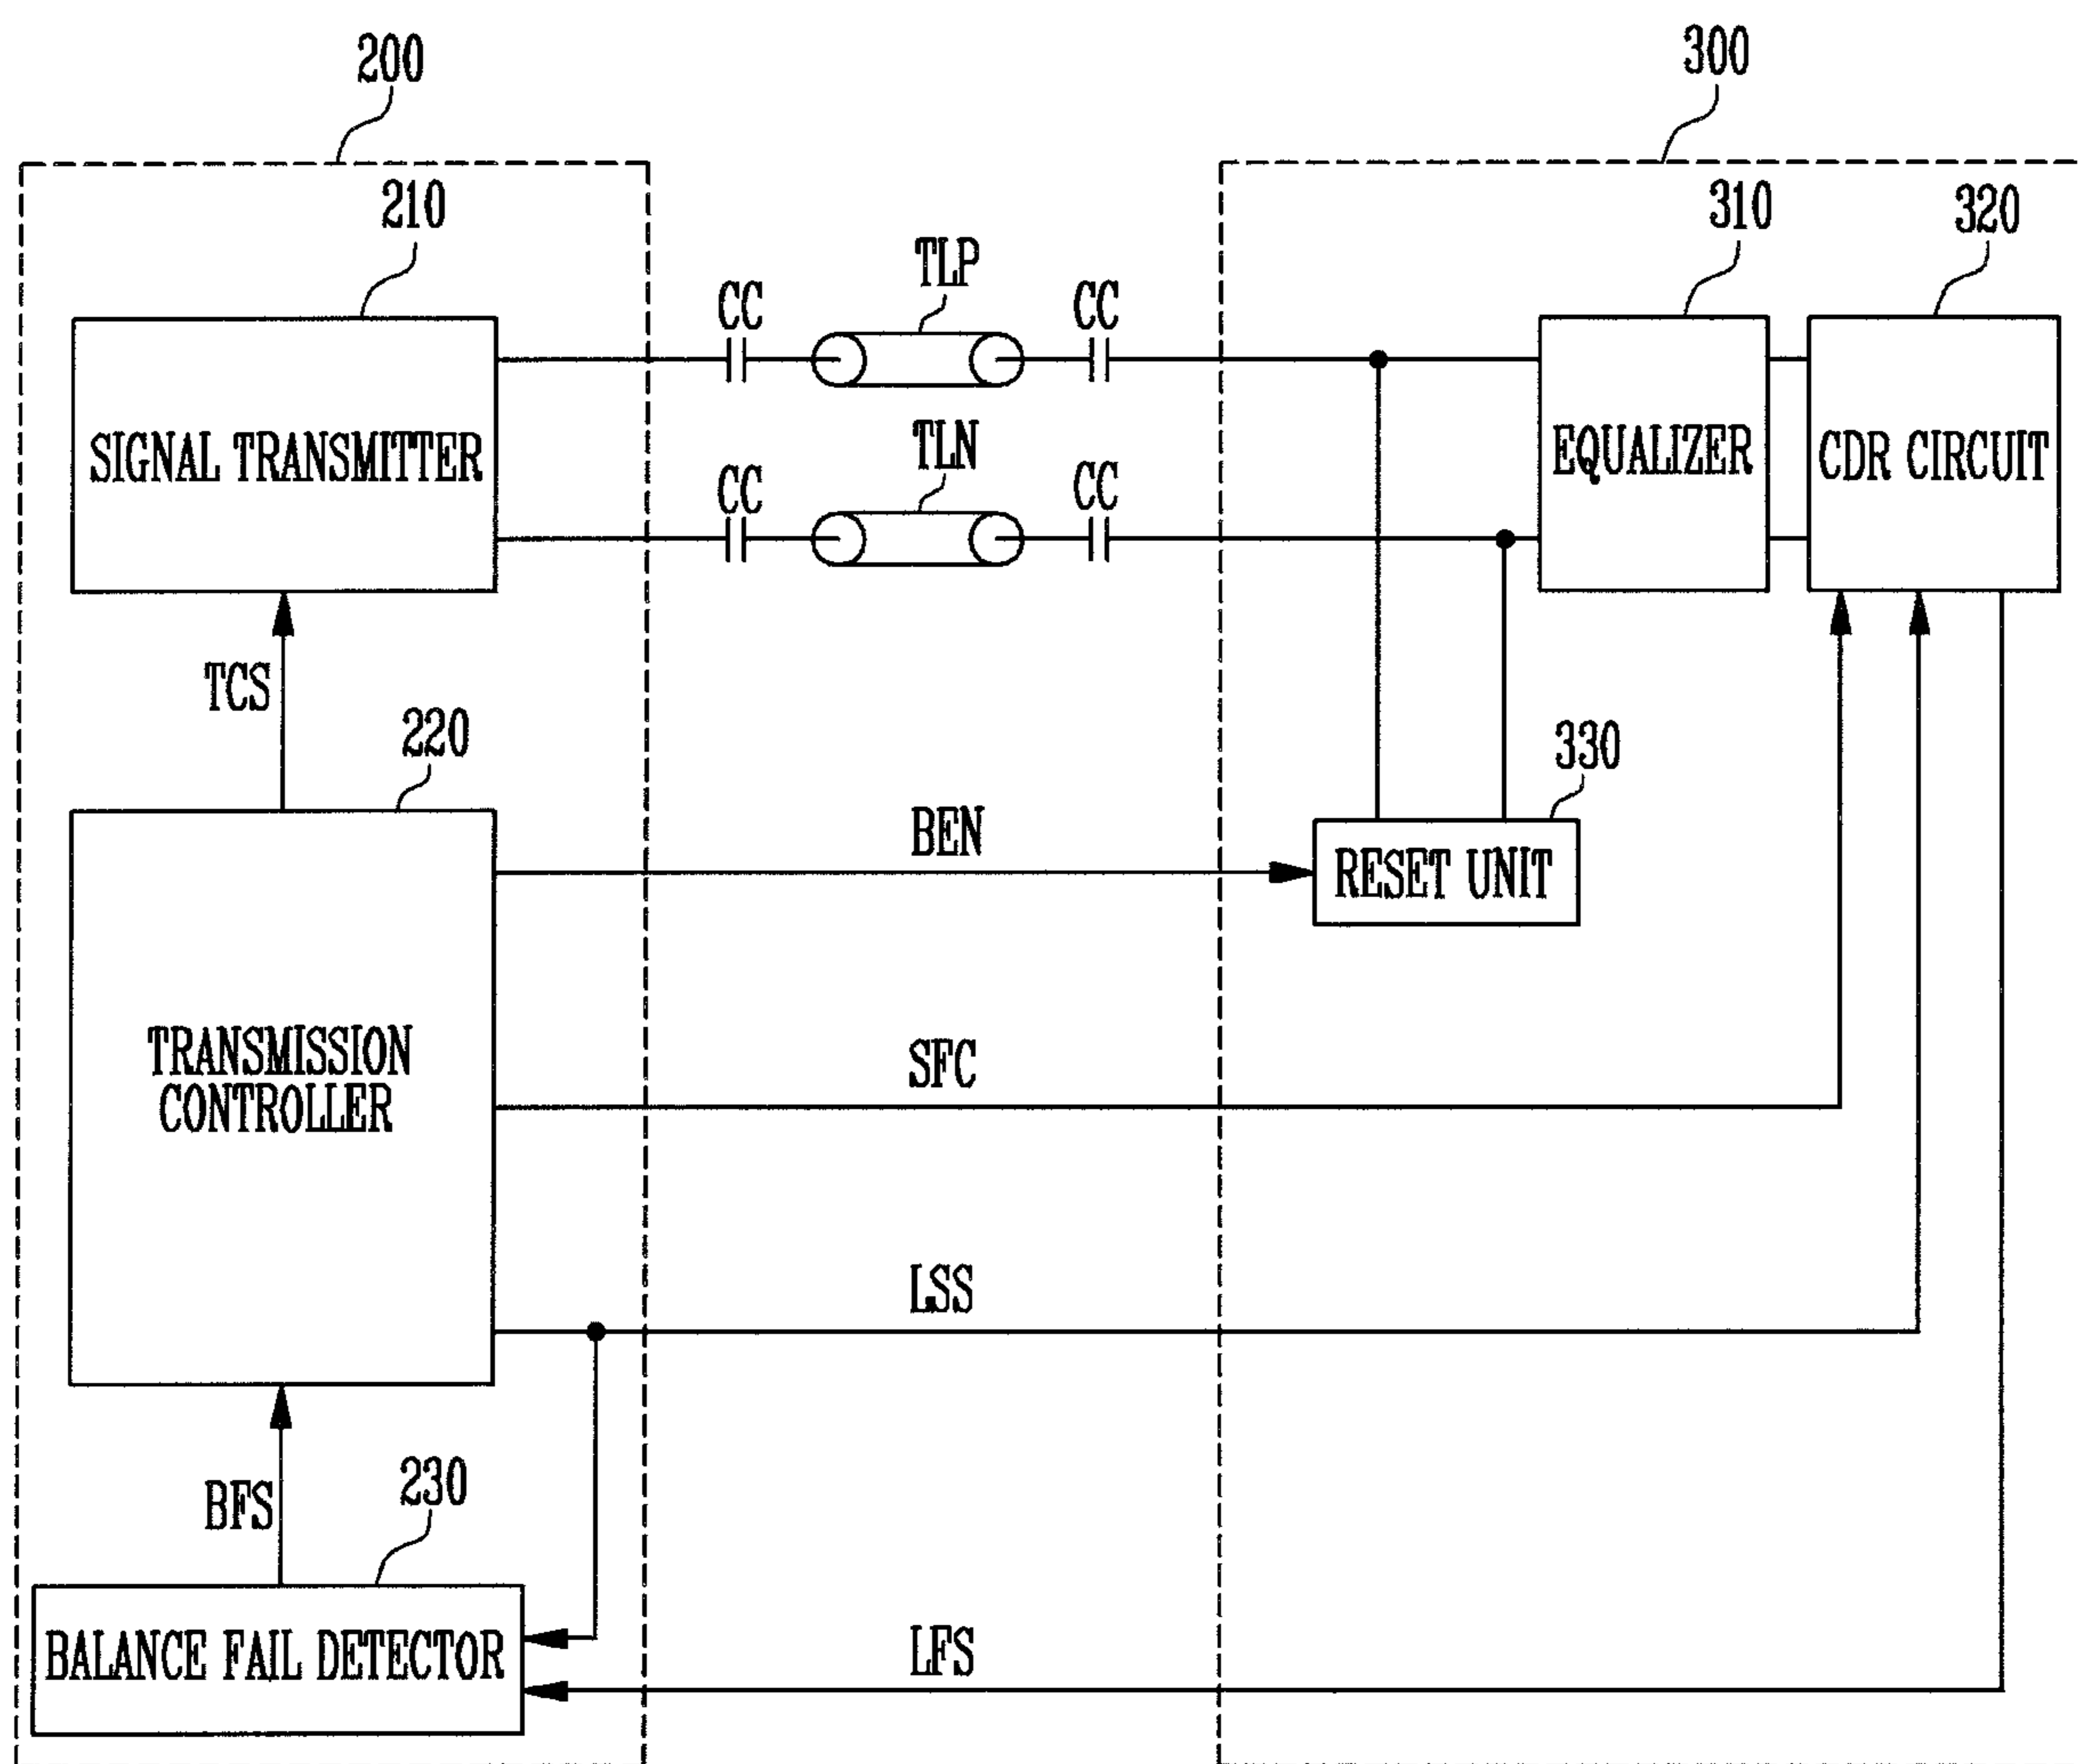 200
300
210
310
320
TLP
CC
CC
SIGNAL TRANSMITTER
TLN
CC
CC
EQUALIZER
CDR CIRCUIT
TCS
220
330
BEN
RESET UNIT
TRANSMISSION
CONTROLLER
SFC
LSS
BFS
230
BALANCE FAIL DETECTOR
LFS